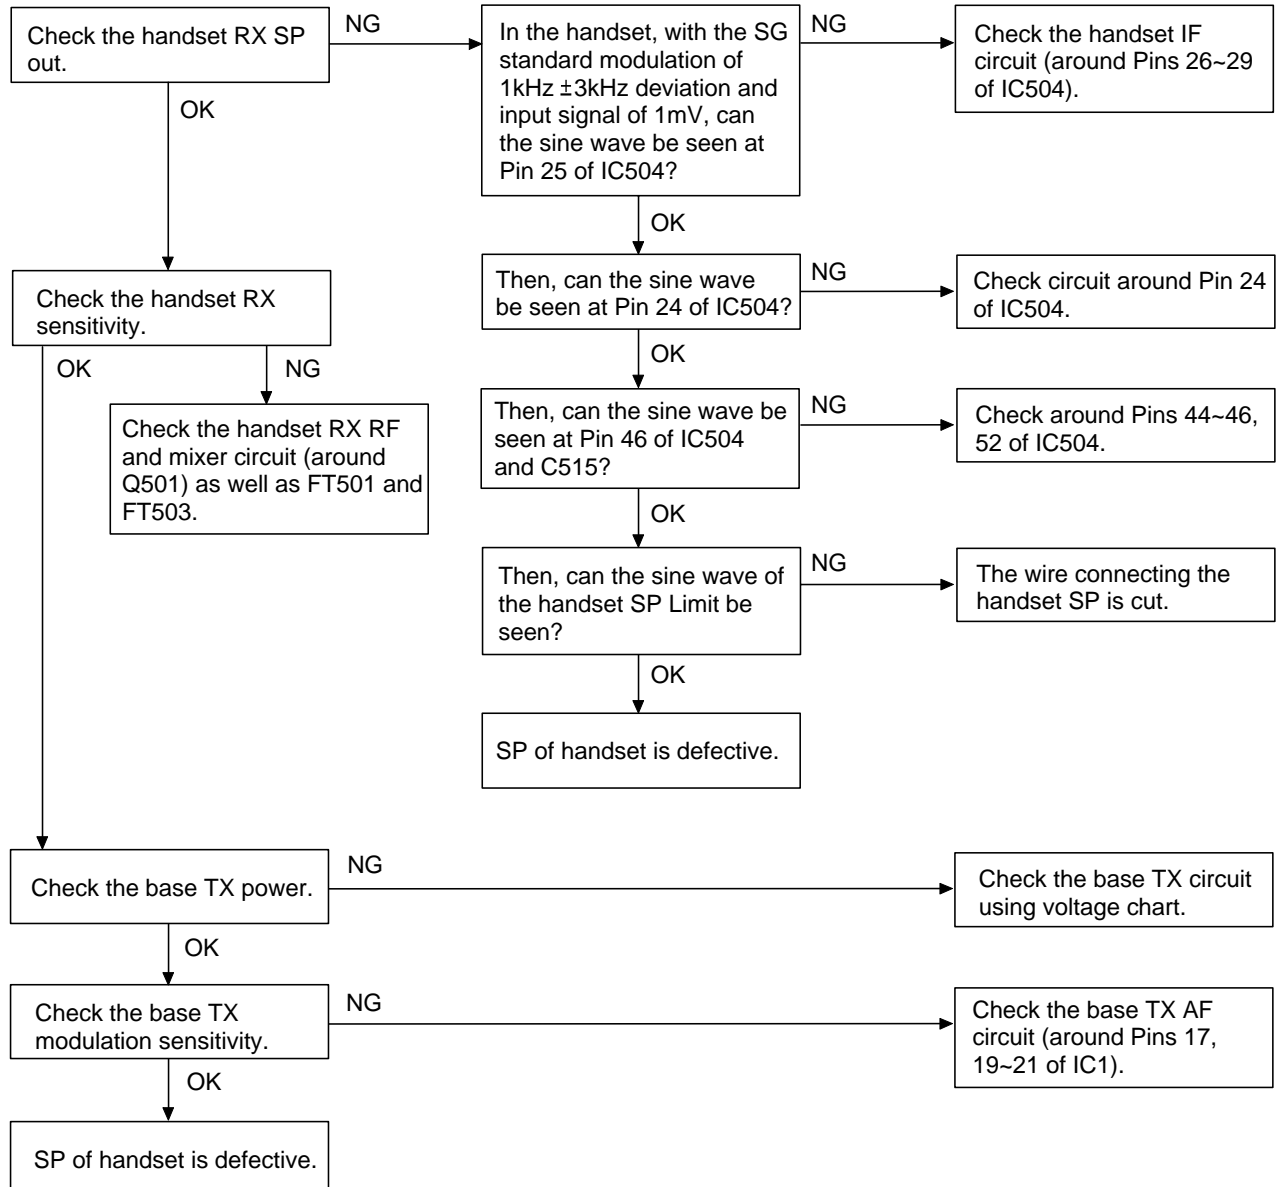 Check the handset RX SP
out.
NG
In the handset, with the SG
standard modulation of
1kHz ±3kHz deviation and
input signal of 1mV, can
the sine wave be seen at
Pin 25 of IC504?
NG
Check the handset IF
circuit (around Pins 26~29
of IC504).
OK
OK
Check the handset RX
sensitivity.
Then, can the sine wave
be seen at Pin 24 of IC504?
NG
Check circuit around Pin 24
of IC504.
OK
NG
OK
Check the handset RX RF
and mixer circuit (around
Q501) as well as FT501 and
FT503.
Then, can the sine wave be
seen at Pin 46 of IC504
and C515?
NG
Check around Pins 44~46,
52 of IC504.
OK
Then, can the sine wave of
the handset SP Limit be
seen?
NG
The wire connecting the
handset SP is cut.
OK
SP of handset is defective.
Check the base TX power.
NG
Check the base TX circuit
using voltage chart.
OK
Check the base TX
modulation sensitivity.
NG
Check the base TX AF
circuit (around Pins 17,
19~21 of IC1).
OK
SP of handset is defective.